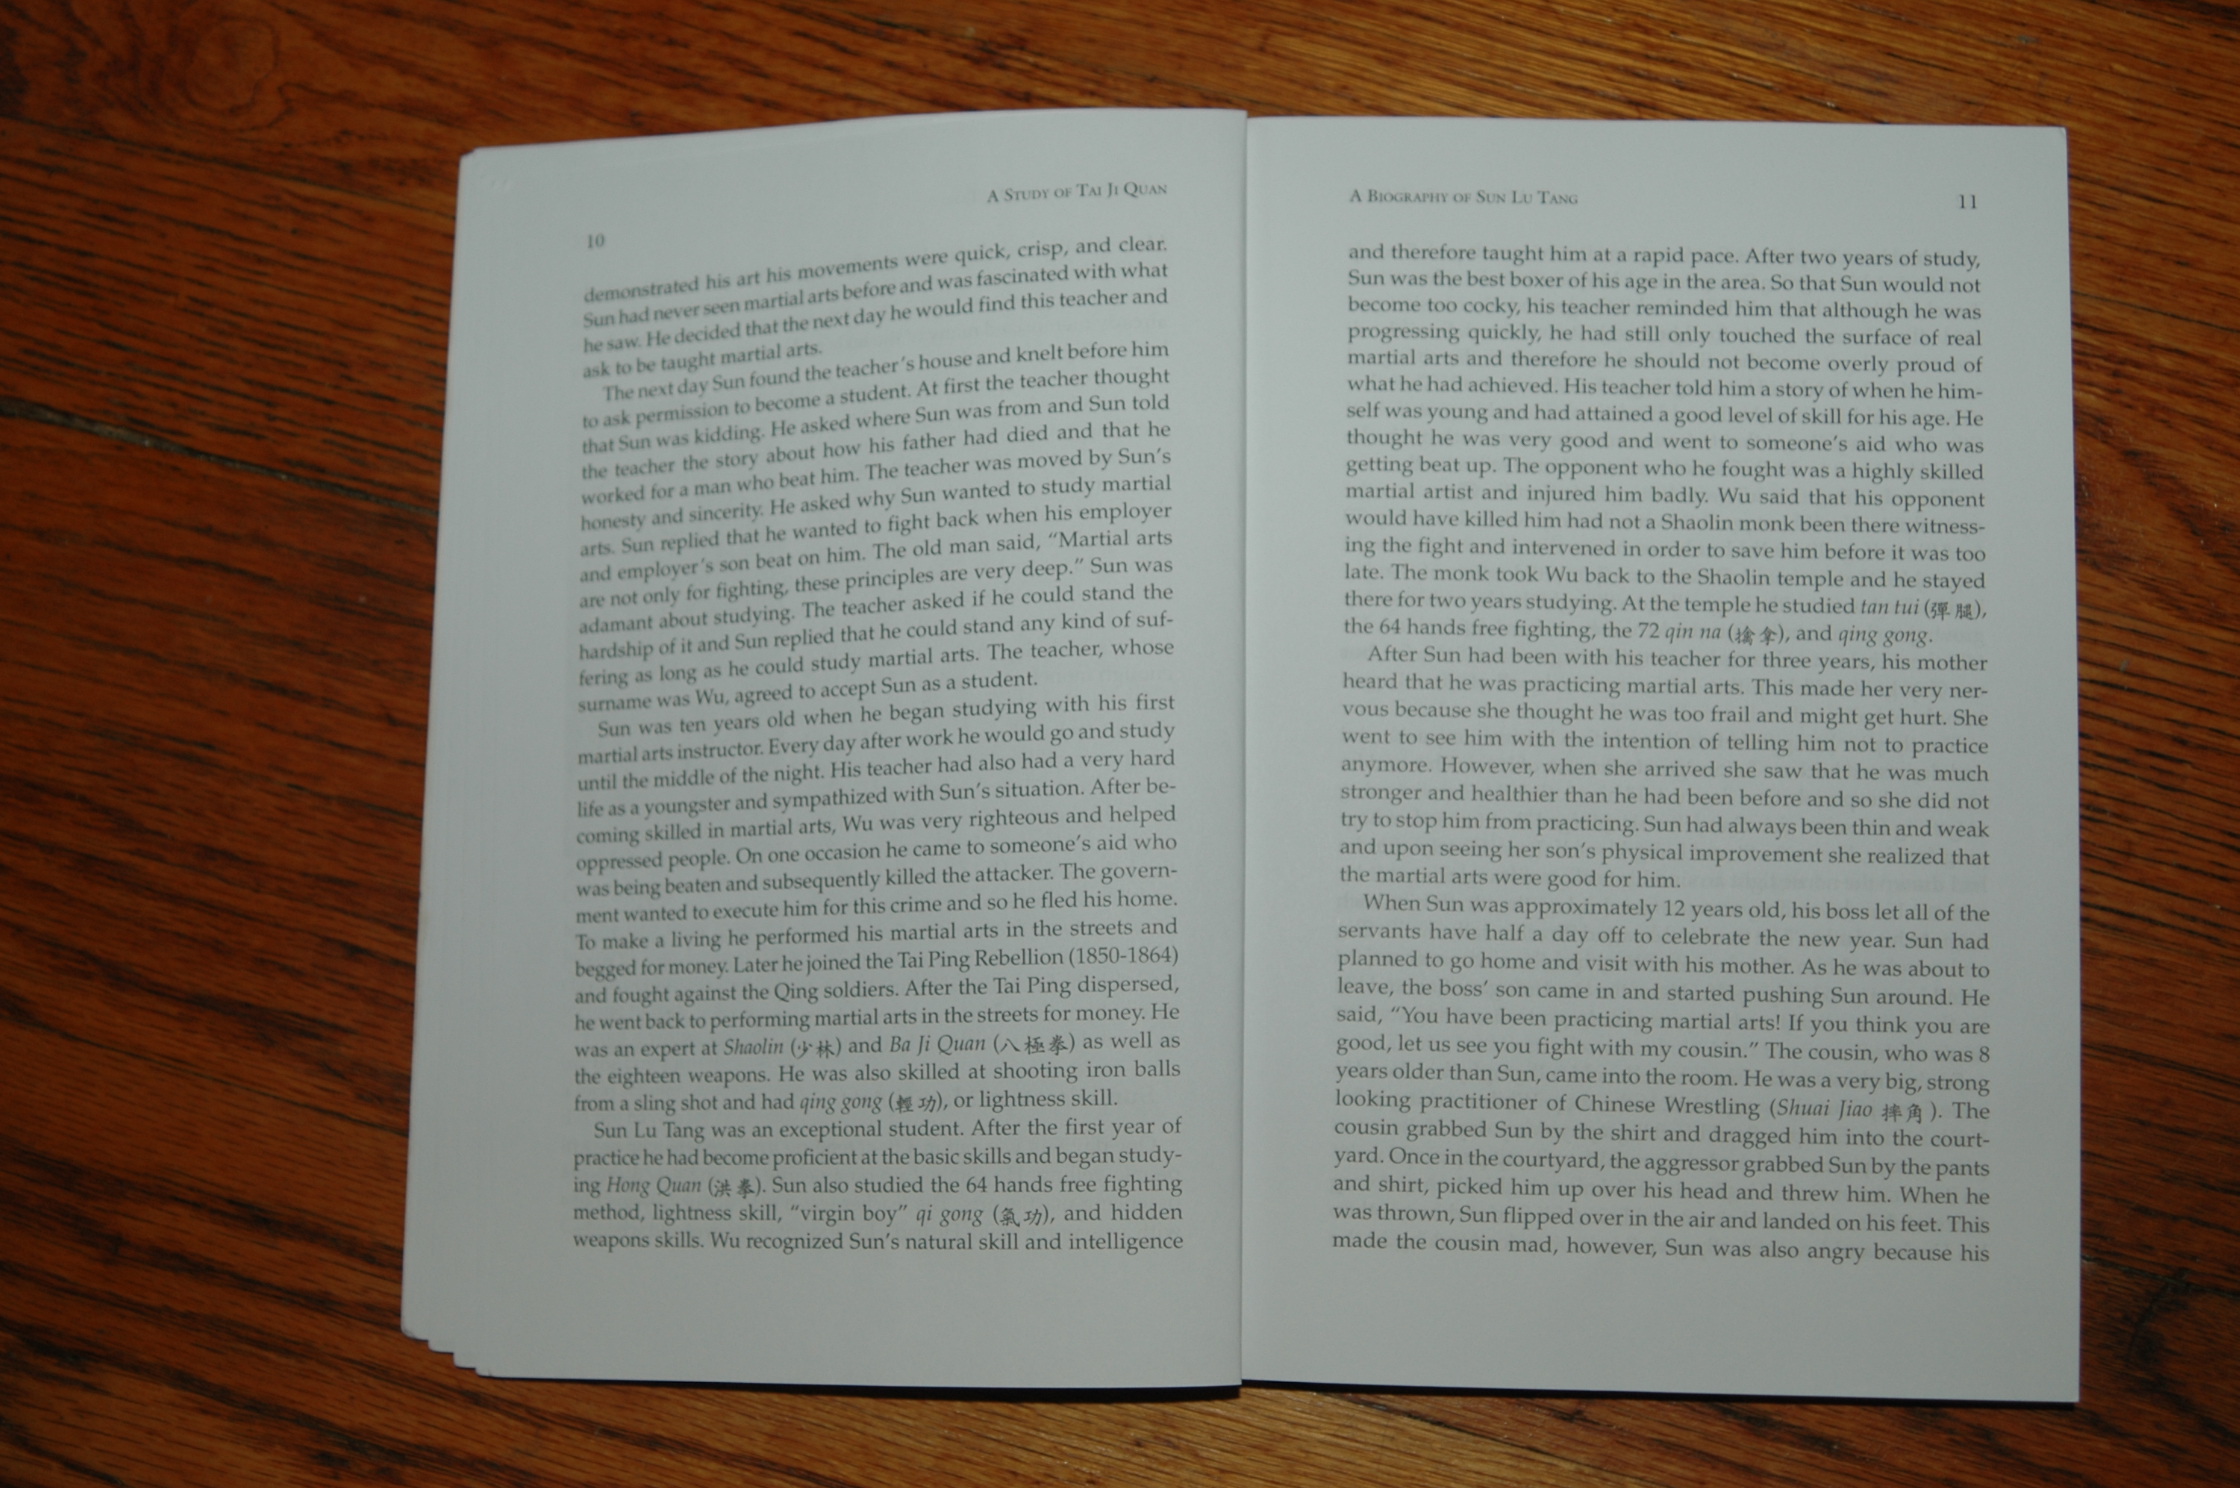 A Study of Tai Ji Quan
10
demonstrated his art his movements were quick, crisp, and clear.
Sun had never seen martial arts before and was fascinated with what
he saw. He decided that the next day he would find this teacher and
ask to be taught martial arts.
The next day Sun found the teacher's house and knelt before him
to ask permission to become a student. At first the teacher thought
that Sun was kidding. He asked where Sun was from and Sun told
the teacher the story about how his father had died and that he
worked for a man who beat him. The teacher was moved by Sun's
honesty and sincerity. He asked why Sun wanted to study martial
arts. Sun replied that he wanted to fight back when his employer
and employer's son beat on him. The old man said, "Martial arts
are not only for fighting, these principles are very deep." Sun was
adamant about studying. The teacher asked if he could stand the
hardship of it and Sun replied that he could stand any kind of suf-
fering as long as he could study martial arts. The teacher, whose
surname was Wu, agreed to accept Sun as a student.
Sun was ten years old when he began studying with his first
martial arts instructor. Every day after work he would go and study
until the middle of the night. His teacher had also had a very hard
life as a youngster and sympathized with Sun's situation. After be-
coming skilled in martial arts, Wu was very righteous and helped
oppressed people. On one occasion he came to someone's aid who
was being beaten and subsequently killed the attacker. The govern-
ment wanted to execute him for this crime and so he fled his home.
To make a living he performed his martial arts in the streets and
begged for money. Later he joined the Tai Ping Rebellion (1850-1864)
and fought against the Qing soldiers. After the Tai Ping dispersed,
he went back to performing martial arts in the streets for money. He
was an expert at Shaolin (少林) and Ba Ji Quan (八極拳) as well as
the eighteen weapons. He was also skilled at shooting iron balls
from a sling shot and had qing gong (輕功), or lightness skill.
Sun Lu Tang was an exceptional student. After the first year of
practice he had become proficient at the basic skills and began study-
ing Hong Quan (洪拳). Sun also studied the 64 hands free fighting
method, lightness skill, "virgin boy" qi gong (氣功), and hidden
weapons skills. Wu recognized Sun's natural skill and intelligence
A Biography of Sun Lu Tang
11
and therefore taught him at a rapid pace. After two years of study,
Sun was the best boxer of his age in the area. So that Sun would not
become too cocky, his teacher reminded him that although he was
progressing quickly, he had still only touched the surface of real
martial arts and therefore he should not become overly proud of
what he had achieved. His teacher told him a story of when he him-
self was young and had attained a good level of skill for his age. He
thought he was very good and went to someone's aid who was
getting beat up. The opponent who he fought was a highly skilled
martial artist and injured him badly. Wu said that his opponent
would have killed him had not a Shaolin monk been there witness-
ing the fight and intervened in order to save him before it was too
late. The monk took Wu back to the Shaolin temple and he stayed
there for two years studying. At the temple he studied tan tui (彈腿),
the 64 hands free fighting, the 72 qin na (擒拿), and qing gong.
After Sun had been with his teacher for three years, his mother
heard that he was practicing martial arts. This made her very ner-
vous because she thought he was too frail and might get hurt. She
went to see him with the intention of telling him not to practice
anymore. However, when she arrived she saw that he was much
stronger and healthier than he had been before and so she did not
try to stop him from practicing. Sun had always been thin and weak
and upon seeing her son's physical improvement she realized that
the martial arts were good for him.
When Sun was approximately 12 years old, his boss let all of the
servants have half a day off to celebrate the new year. Sun had
planned to go home and visit with his mother. As he was about to
leave, the boss' son came in and started pushing Sun around. He
said, "You have been practicing martial arts! If you think you are
good, let us see you fight with my cousin." The cousin, who was 8
years older than Sun, came into the room. He was a very big, strong
looking practitioner of Chinese Wrestling (Shuai Jiao 摔角). The
cousin grabbed Sun by the shirt and dragged him into the court-
yard. Once in the courtyard, the aggressor grabbed Sun by the pants
and shirt, picked him up over his head and threw him. When he
was thrown, Sun flipped over in the air and landed on his feet. This
made the cousin mad, however, Sun was also angry because his